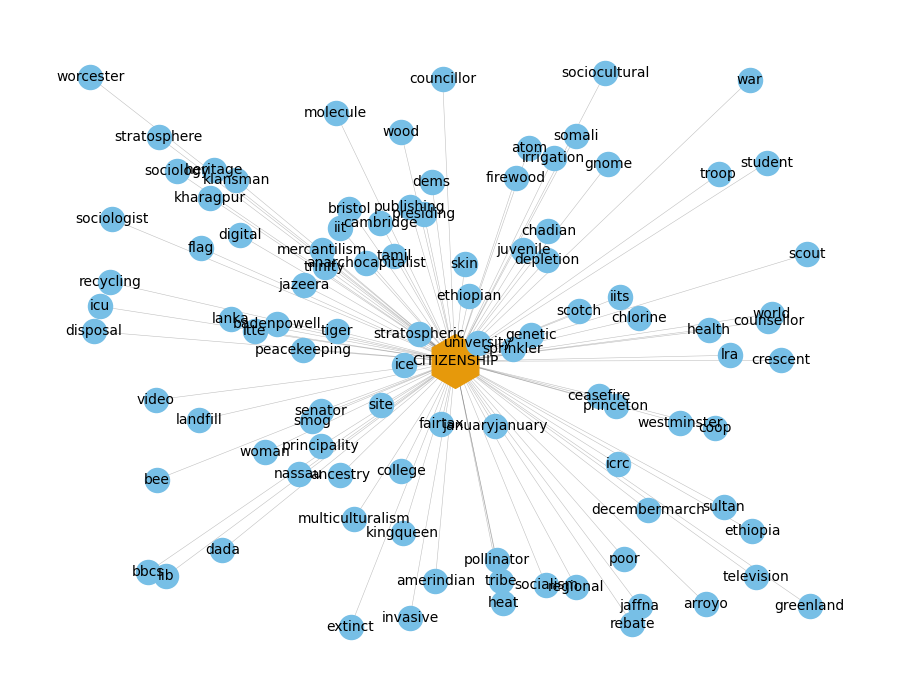 worcester
councillor
sociocultural
war
molecule
wood
stratosphere
somali
atom
irrigation
gnome
student
sociology
heritage
klansman
troop
firewood
dems
kharagpur
bristol
publishing
presiding
sociologist
cambridge
iit
chadian
digital
flag
mercantilism
juvenile
scout
tamil
anarchocapitalist
skin
depletion
trinity
recycling
jazeera
ethiopian
iits
icu
scotch
world
lanka
badenpowell
chlorine
counsellor
disposal
ltte
tiger
stratospheric
genetic
health
university
peacekeeping
sprinkler
lra
crescent
ice
CITIZENSHIP
video
ceasefire
princeton
site
senator
landfill
smog
fairtax
januaryjanuary
westminster
coop
principality
woman
icrc
bee
nassau
ancestry
college
decembermarch
sultan
multiculturalism
kingqueen
ethiopia
dada
pollinator
poor
bbcs
lib
amerindian
tribe
socialism
regional
television
heat
jaffna
arroyo
greenland
extinct
invasive
rebate